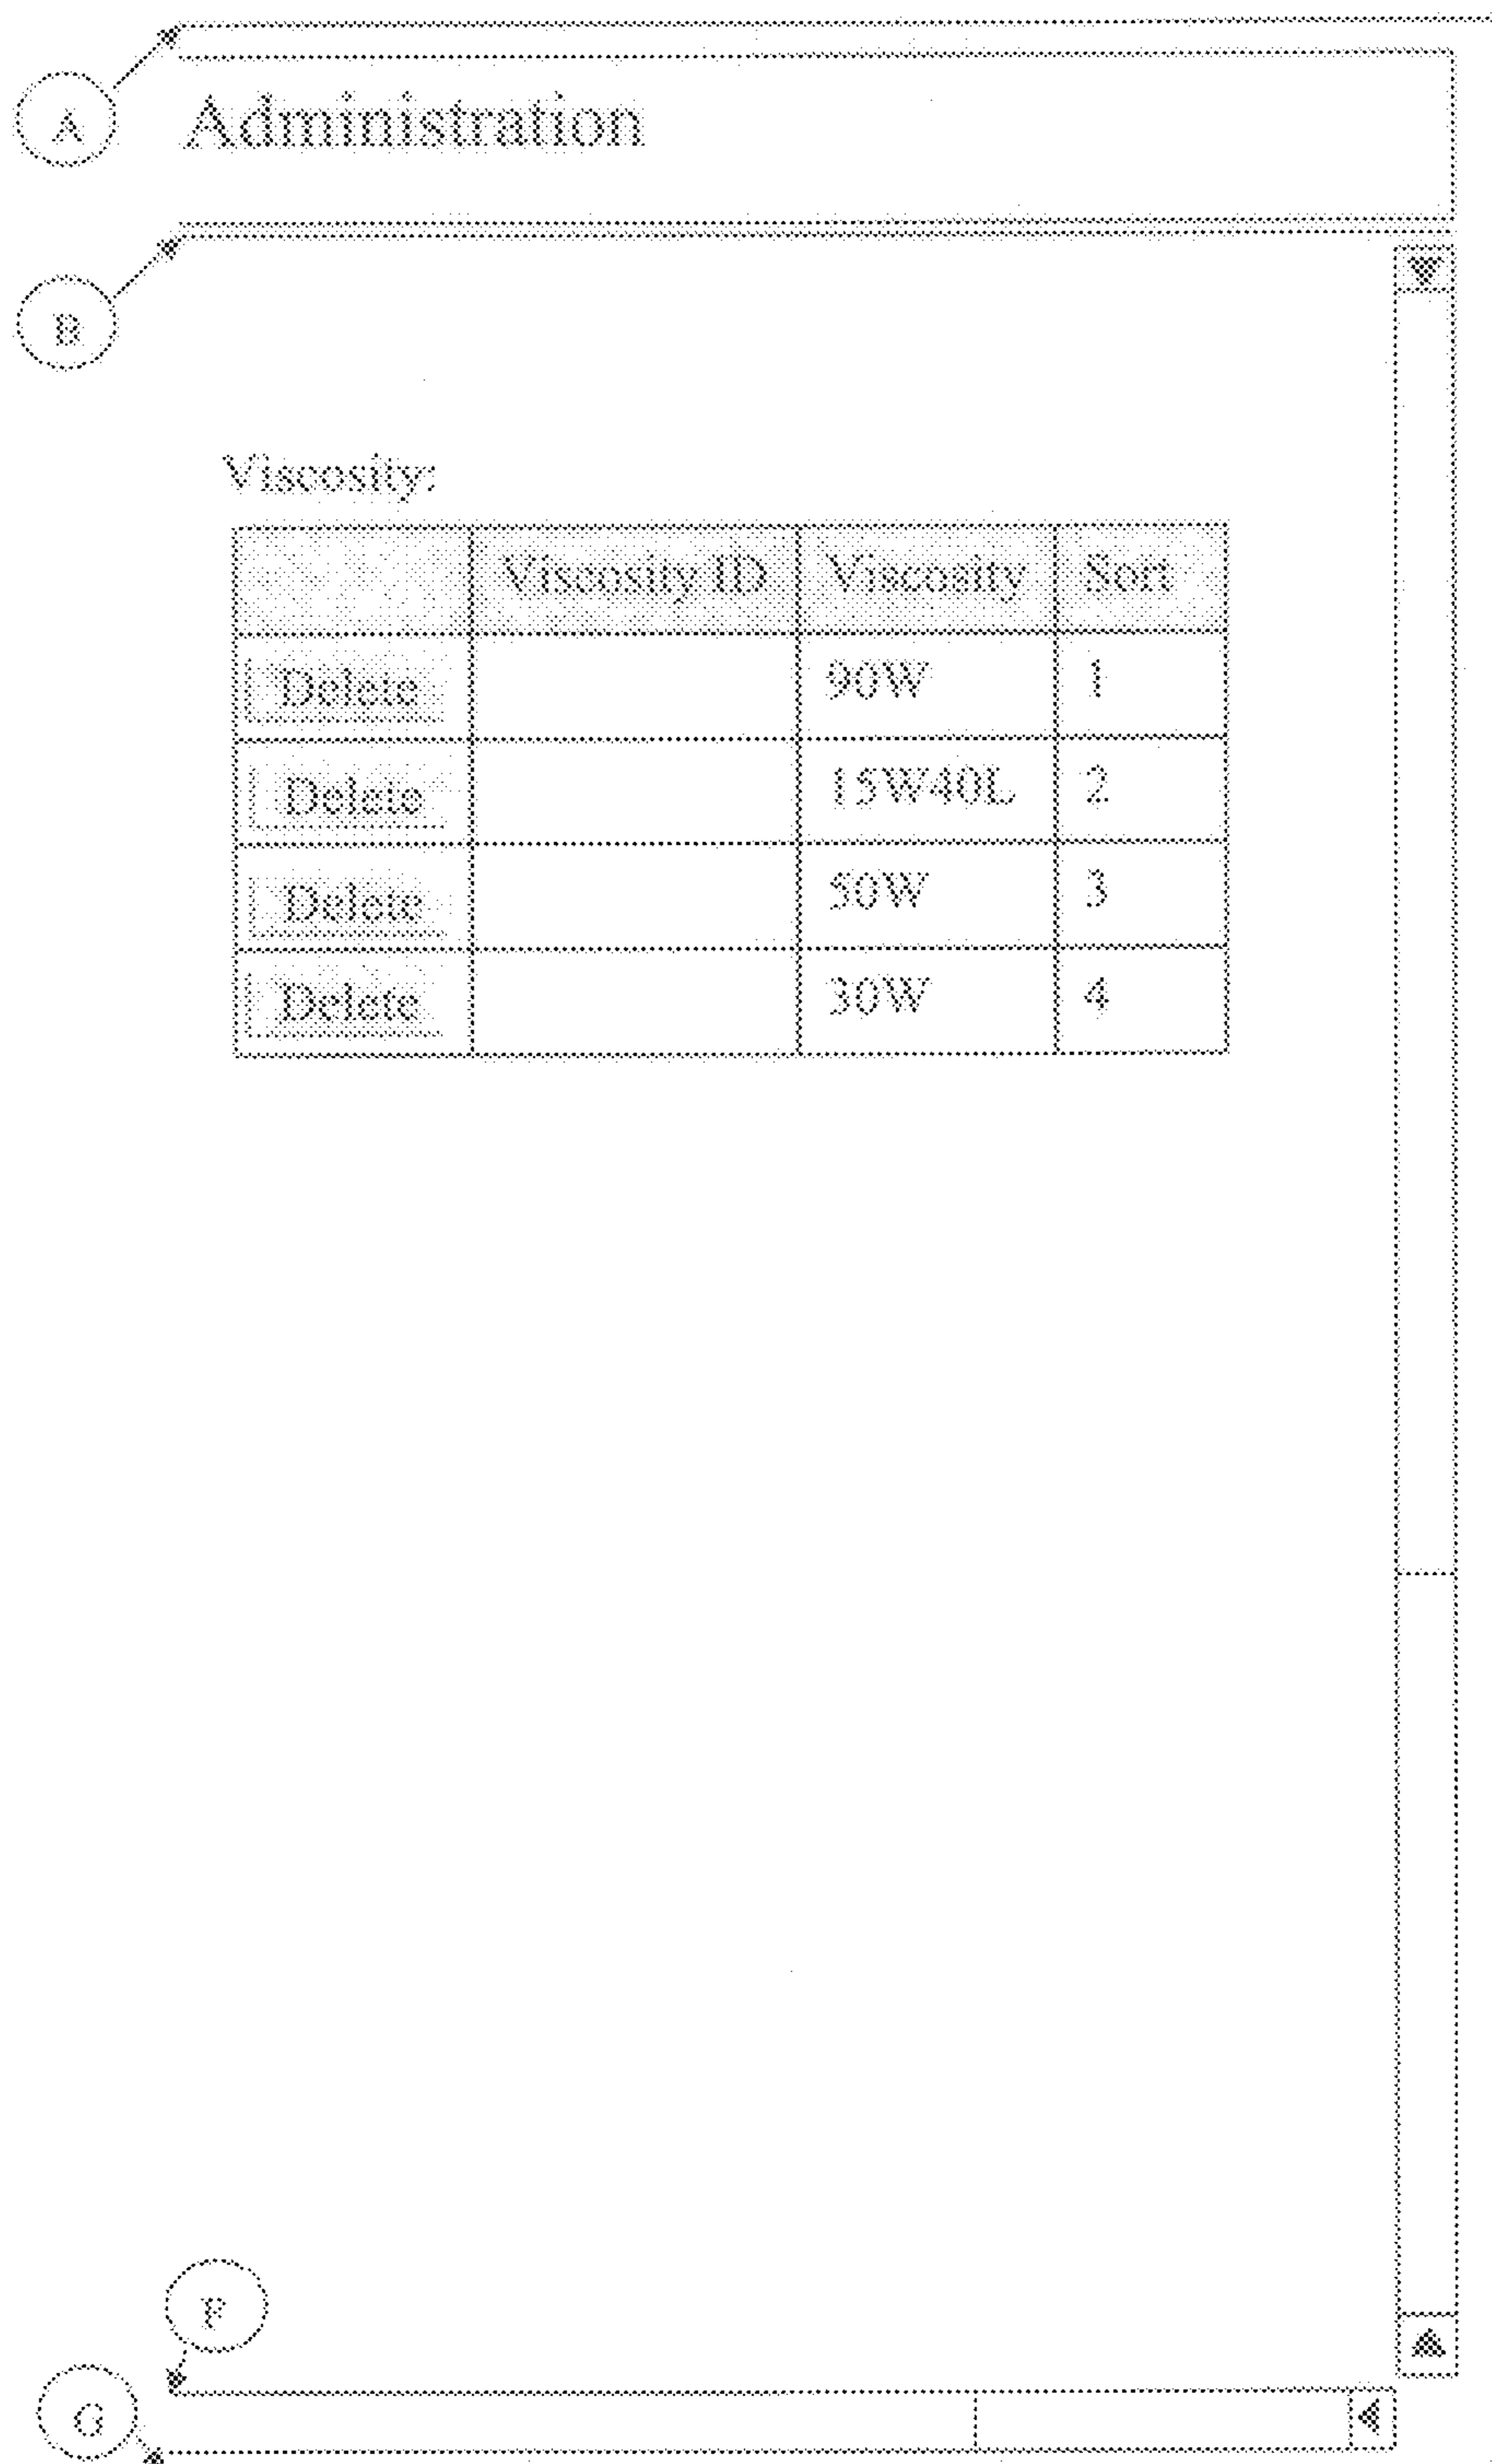 A
Administration
B
Viscosity:
Viscosity ID Viscosity Sort
Delete 90W 1
Delete 15W40L 2
Delete 50W 3
Delete 30W 4
F
G